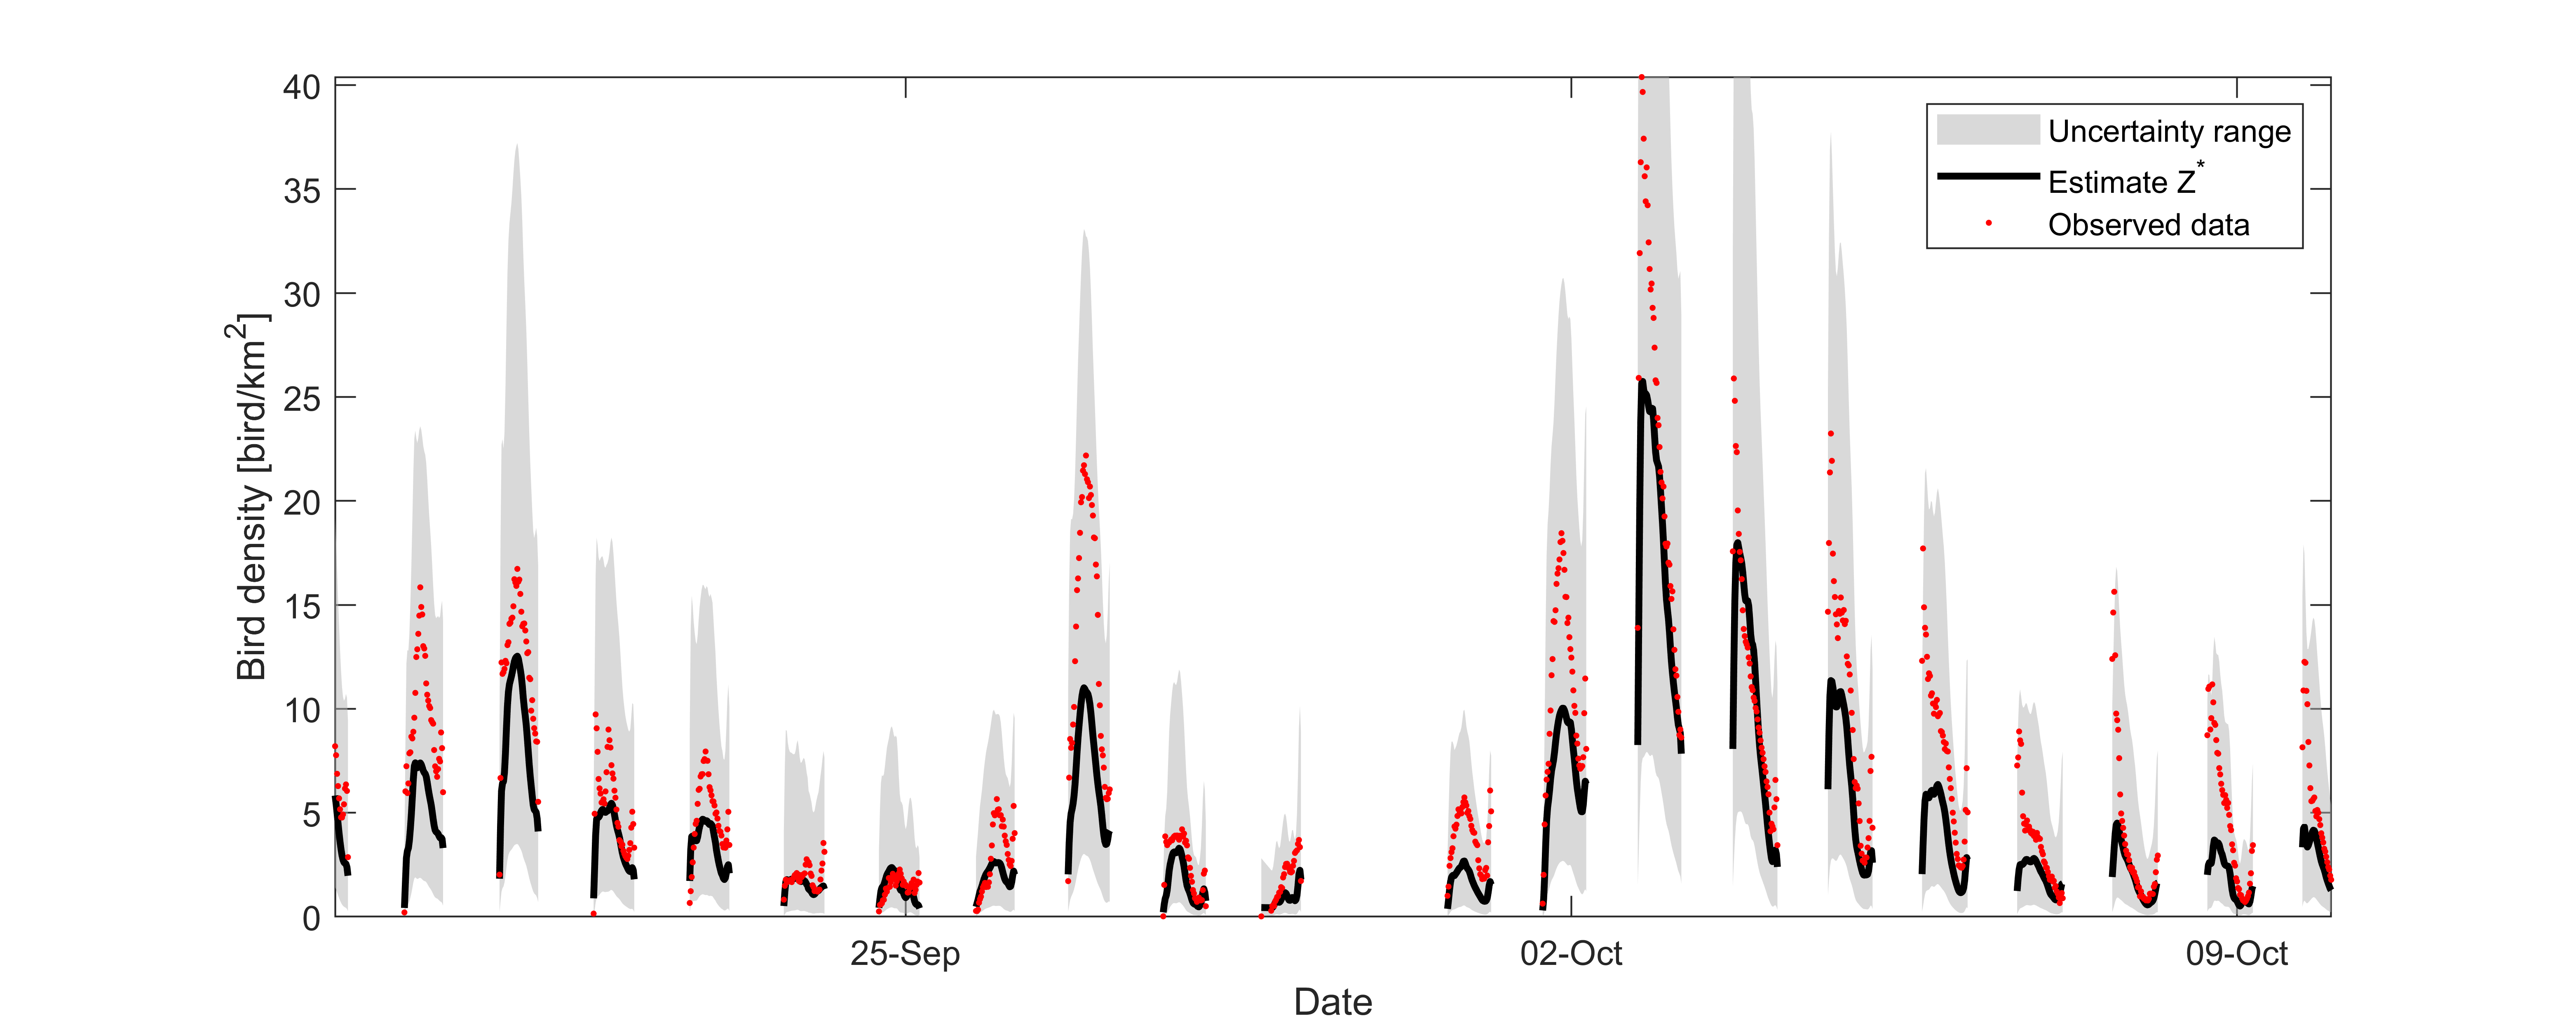 40
35
30
25
20
15
10
5
0
Bird density [bird/km²]
25-Sep
02-Oct
09-Oct
Date
Uncertainty range
Estimate Z*
Observed data